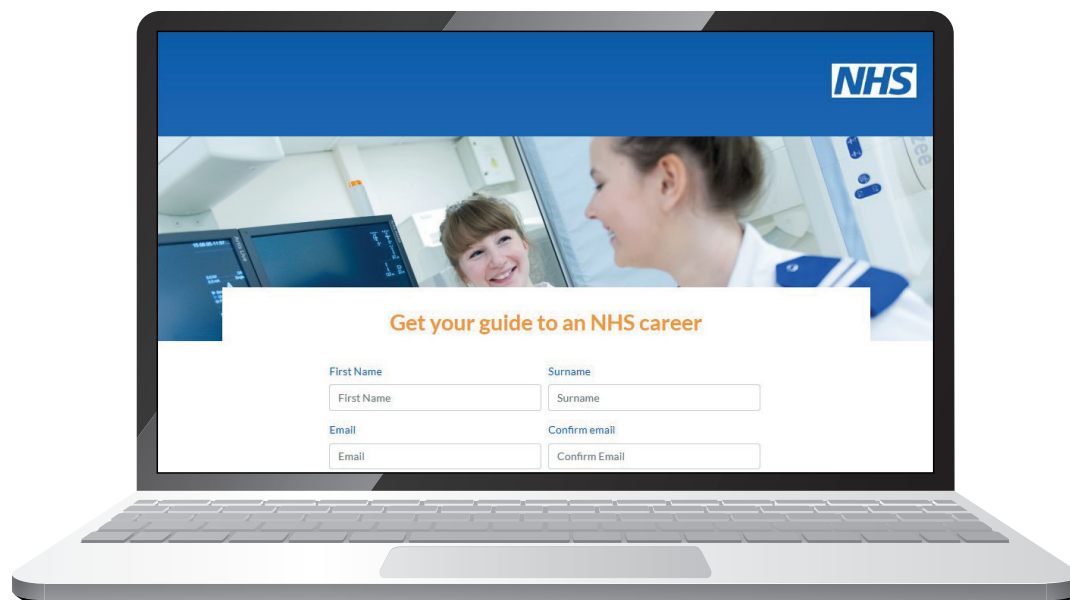 NHS
Get your guide to an NHS career
First Name Surname
First Name Surname
Email Confirm email
Email Confirm Email